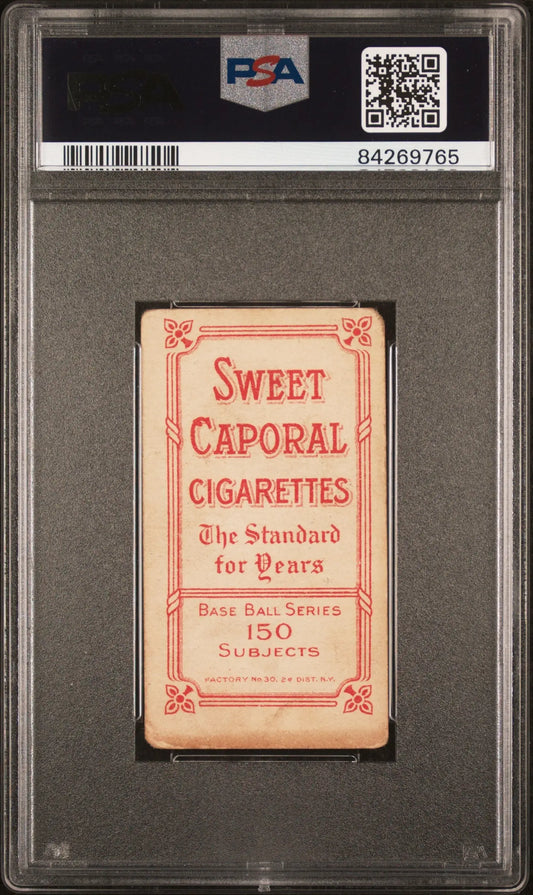 PSA
84269765
SWEET
CAPORAL
CIGARETTES
The Standard
for Years
BASE BALL SERIES
150
SUBJECTS
FACTORY No. 30, 2d DIST. N.Y.